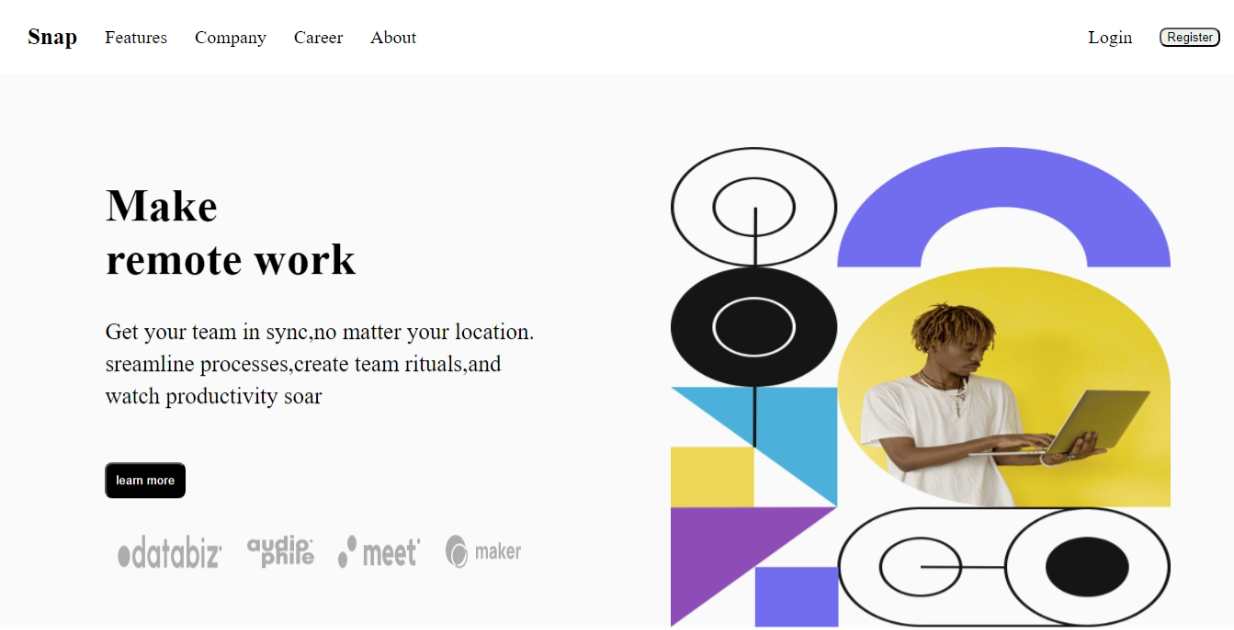 Snap Features Company Career About Login Register
Make
remote work
Get your team in sync,no matter your location.
sreamline processes,create team rituals,and
watch productivity soar
learn more
databiz audiophile meet maker